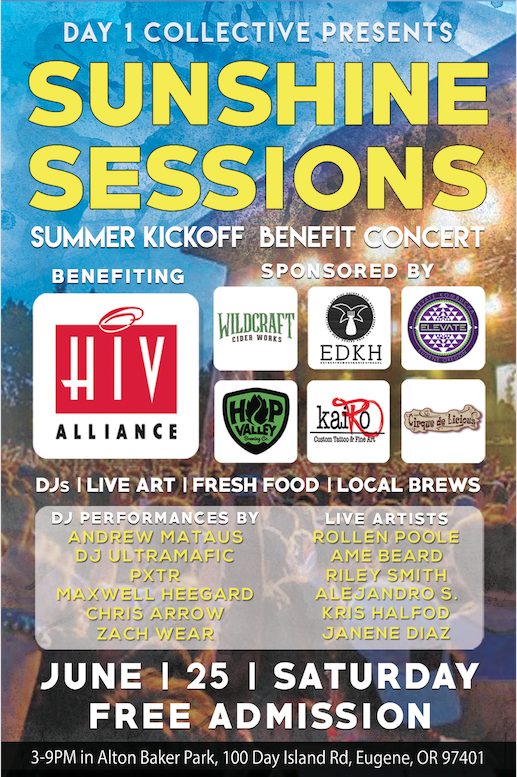 DAY 1 COLLECTIVE PRESENTS
SUNSHINE
SESSIONS
SUMMER KICKOFF BENEFIT CONCERT
BENEFITING
SPONSORED BY
HIV
ALLIANCE
WILDCRAFT
CIDER WORKS
EDKH
ELEVATE
HOP
VALLEY
Brewing Co.
kaiRo
Custom Tattoo & Fine Art
Cirque de Licious
DJs | LIVE ART | FRESH FOOD | LOCAL BREWS
DJ PERFORMANCES BY
ANDREW MATAUS
DJ ULTRAMAFIC
PXTR
MAXWELL HEEGARD
CHRIS ARROW
ZACH WEAR
LIVE ARTISTS
ROLLEN POOLE
AME BEARD
RILEY SMITH
ALEJANDRO S.
KRIS HALFOD
JANENE DIAZ
JUNE | 25 | SATURDAY
FREE ADMISSION
3-9PM in Alton Baker Park, 100 Day Island Rd, Eugene, OR 97401